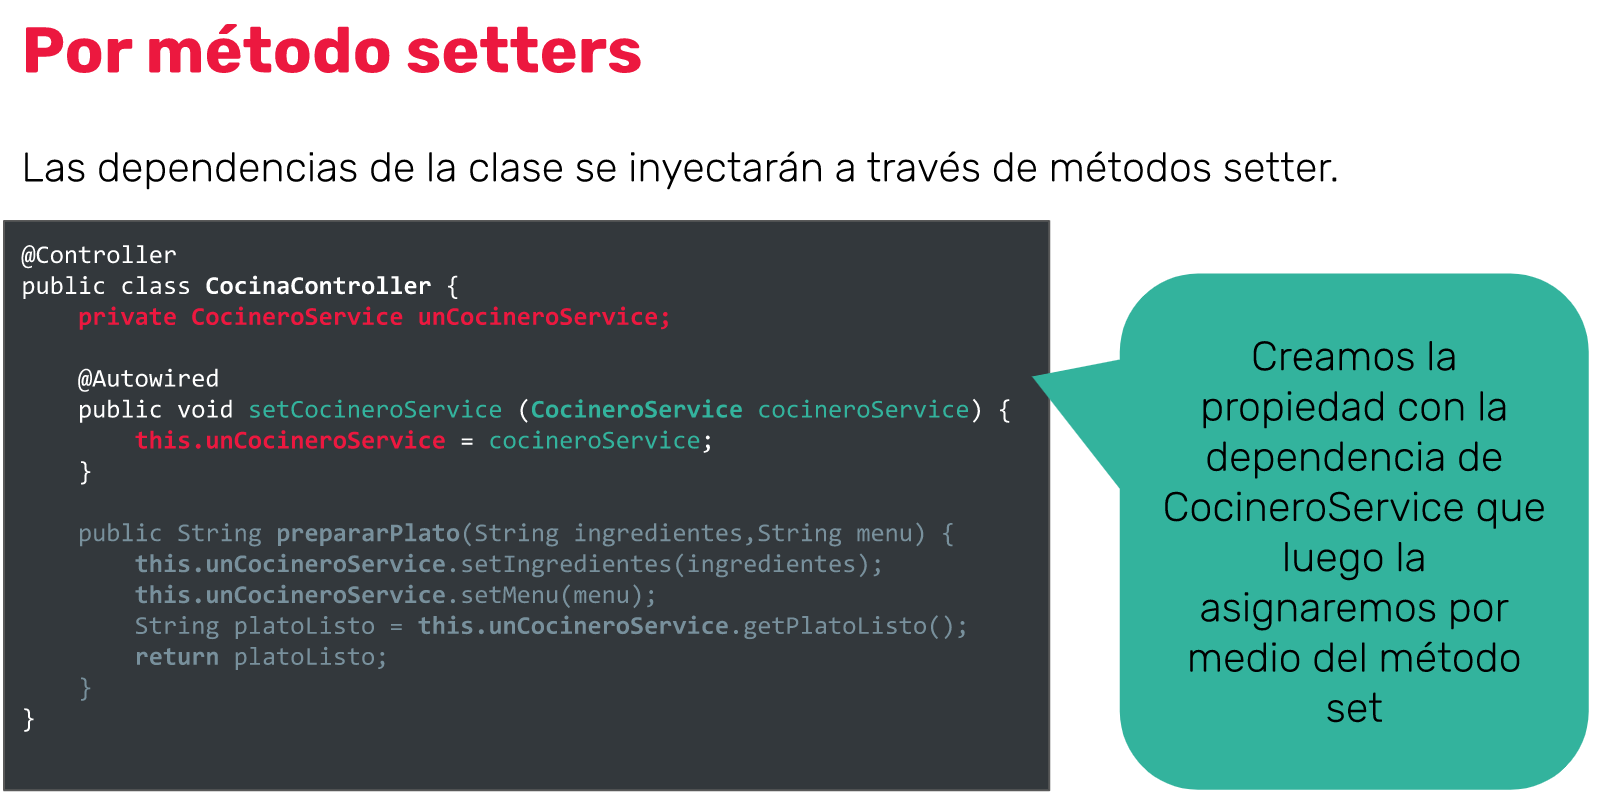 Por método setters
Las dependencias de la clase se inyectarán a través de métodos setter.
@Controller
public class CocinaController {
    private CocineroService unCocineroService;
    @Autowired
    public void setCocineroService (CocineroService cocineroService) {
        this.unCocineroService = cocineroService;
    }
    public String prepararPlato(String ingredientes,String menu) {
        this.unCocineroService.setIngredientes(ingredientes);
        this.unCocineroService.setMenu(menu);
        String platoListo = this.unCocineroService.getPlatoListo();
        return platoListo;
    }
}
Creamos la
propiedad con la
dependencia de
CocineroService que
luego la
asignaremos por
medio del método
set